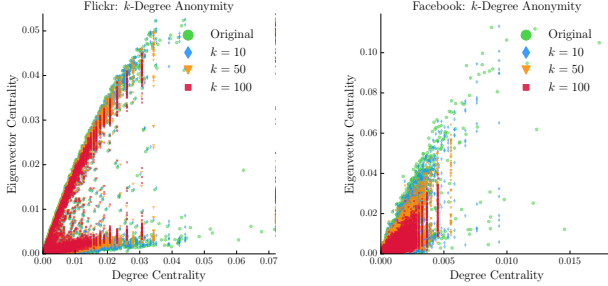 Flickr: k-Degree Anonymity
Eigenvector Centrality
0.05
0.04
0.03
0.02
0.01
0.00
0.00 0.01 0.02 0.03 0.04 0.05 0.06 0.07
Degree Centrality
Original
k = 10
k = 50
k = 100
Facebook: k-Degree Anonymity
Eigenvector Centrality
0.10
0.08
0.06
0.04
0.02
0.00
0.000 0.005 0.010 0.015
Degree Centrality
Original
k = 10
k = 50
k = 100